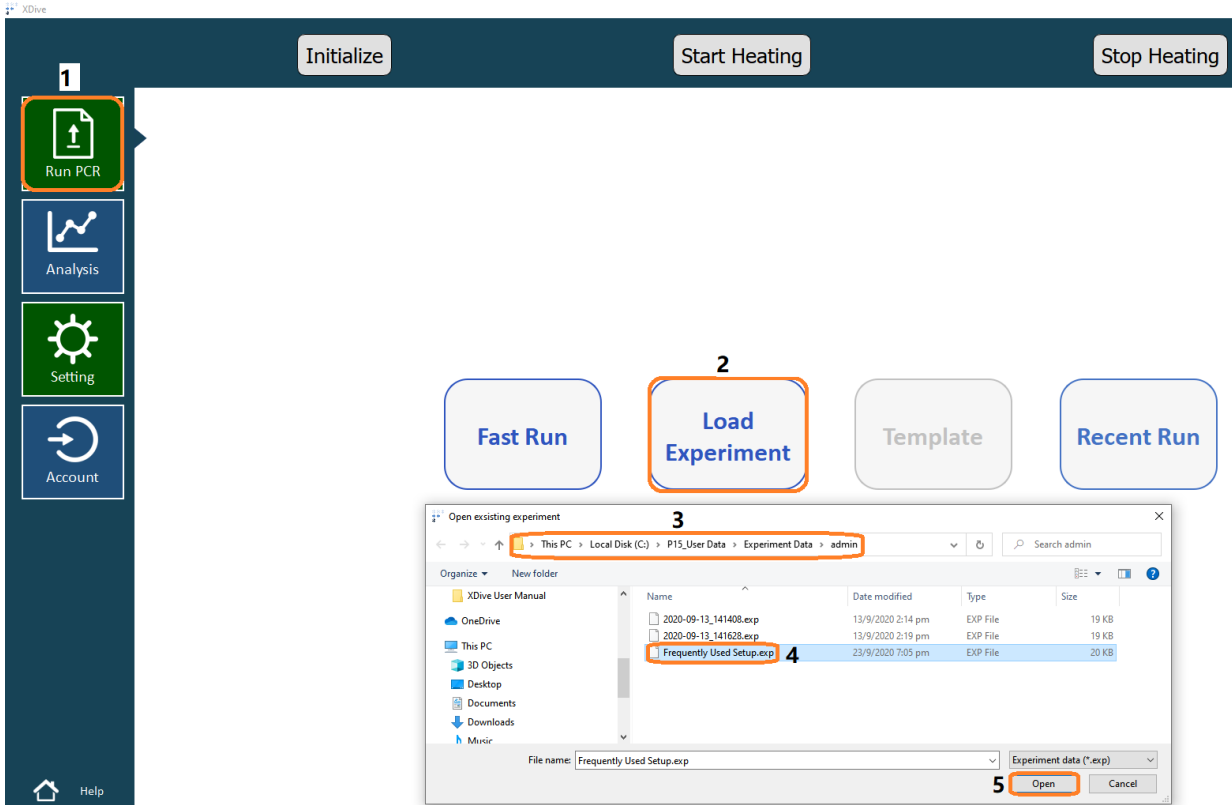 XDive
Initialize
Start Heating
Stop Heating
1
Run PCR
Analysis
Setting
Account
Help
2
Fast Run
Load
Experiment
Template
Recent Run
Open exsisting experiment
3
This PC > Local Disk (C:) > P15_User Data > Experiment Data > admin
Search admin
Organize
New folder
XDive User Manual
OneDrive
This PC
3D Objects
Desktop
Documents
Downloads
Music
Name Date modified Type Size
2020-09-13_141408.exp 13/9/2020 2:14 pm EXP File 19 KB
2020-09-13_141628.exp 13/9/2020 2:19 pm EXP File 19 KB
Frequently Used Setup.exp 4 23/9/2020 7:05 pm EXP File 20 KB
File name: Frequently Used Setup.exp
Experiment data (*.exp)
5
Open
Cancel